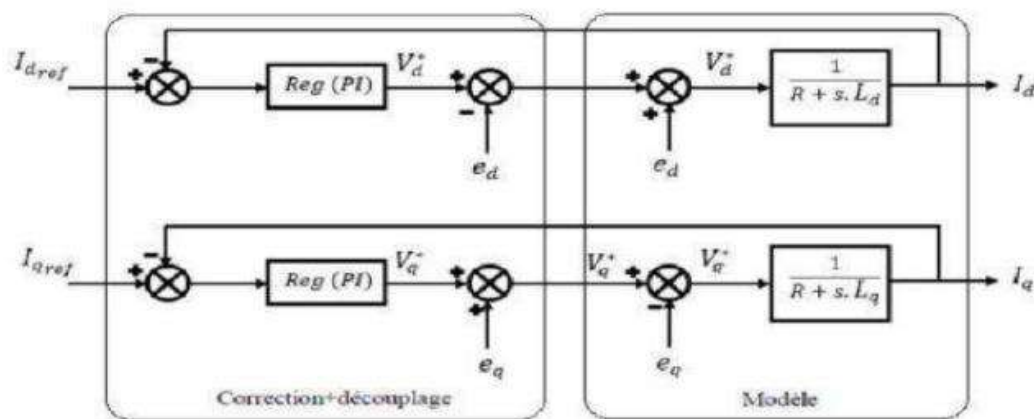 I_dref
Reg (PI)
V_d^*
e_d
V_d^*
e_d
1
R + s. L_d
I_d
I_qref
Reg (PI)
V_q^*
e_q
V_q^*
V_q^*
e_q
1
R + s. L_q
I_q
Correction+découplage
Modèle